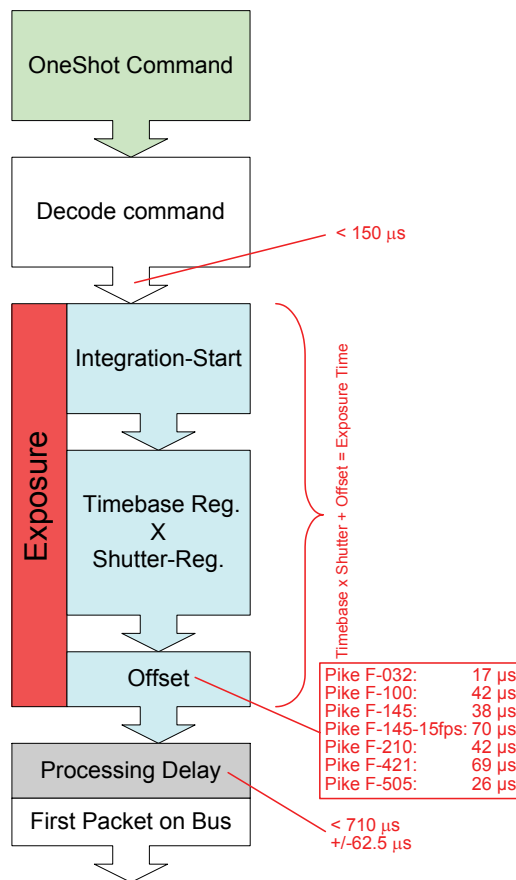 OneShot Command
Decode command
< 150 µs
Exposure
Integration-Start
Timebase x Shutter + Offset = Exposure Time
Timebase Reg.
X
Shutter-Reg.
Offset
Pike F-032: 17 µs
Pike F-100: 42 µs
Pike F-145: 38 µs
Pike F-145-15fps: 70 µs
Pike F-210: 42 µs
Pike F-421: 69 µs
Pike F-505: 26 µs
Processing Delay
First Packet on Bus
< 710 µs
+/-62.5 µs